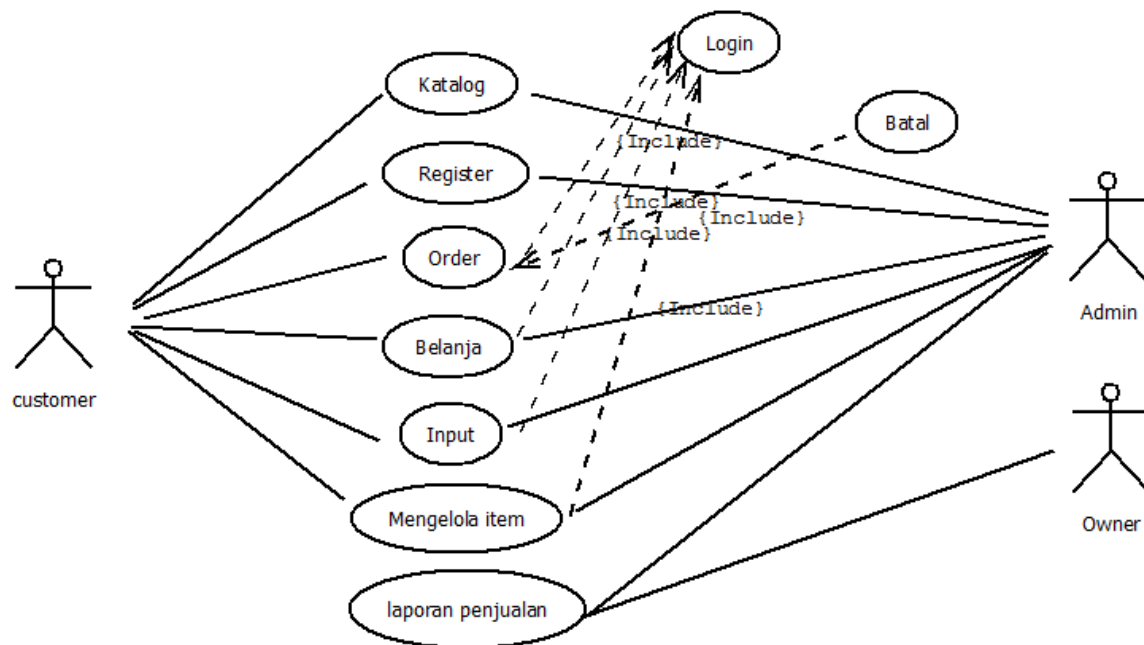 Login
Katalog
Batal
{Include}
Register
{Include}
{Include}
{Include}
Order
Admin
{Include}
Belanja
customer
Input
Mengelola item
Owner
laporan penjualan